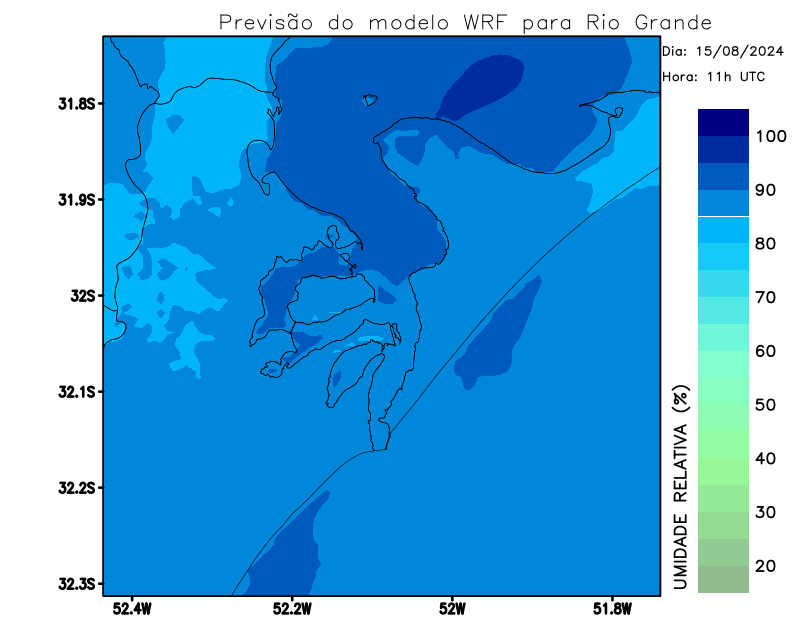 Previsão do modelo WRF para Rio Grande
Dia: 15/08/2024
Hora: 11h UTC
31.8S
31.9S
32S
32.1S
32.2S
32.3S
52.4W
52.2W
52W
51.8W
UMIDADE RELATIVA (%)
100
90
80
70
60
50
40
30
20